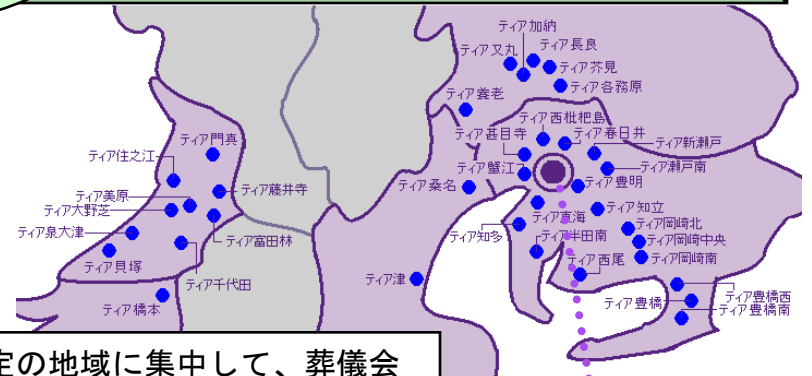 ティア加納
ティア又丸
ティア長良
ティア芥見
ティア各務原
ティア養老
ティア西枇杷島
ティア甚目寺
ティア春日井
ティア新瀬戸
ティア蟹江
ティア瀬戸南
ティア桑名
ティア豊明
ティア東海
ティア知立
ティア知多
ティア半田南
ティア岡崎北
ティア岡崎中央
ティア岡崎南
ティア西尾
ティア津
ティア豊橋
ティア豊橋西
ティア豊橋南
ティア門真
ティア住之江
ティア美原
ティア藤井寺
ティア大野芝
ティア泉大津
ティア富田林
ティア貝塚
ティア千代田
ティア橋本
定の地域に集中して、葬儀会